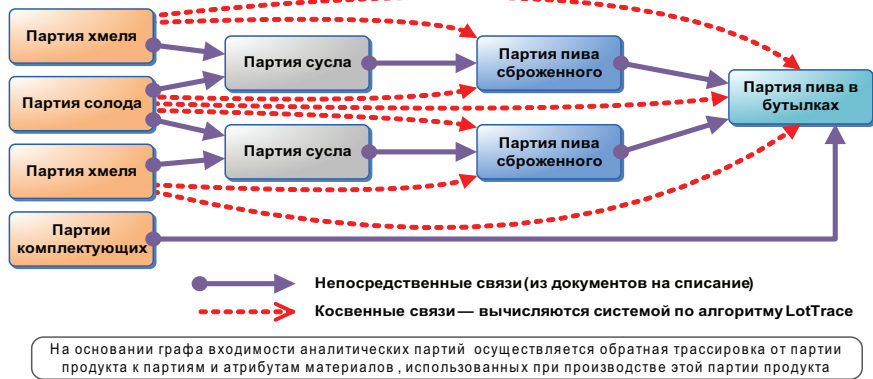 Партия хмеля
Партия солода
Партия хмеля
Партии
комплектующих
Партия сусла
Партия сусла
Партия пива
сброженного
Партия пива
сброженного
Партия пива в
бутылках
Непосредственные связи (из документов на списание)
Косвенные связи — вычисляются системой по алгоритму LotTrace
На основании графа входимости аналитических партий осуществляется обратная трассировка от партии
продукта к партиям и атрибутам материалов, использованных при производстве этой партии продукта